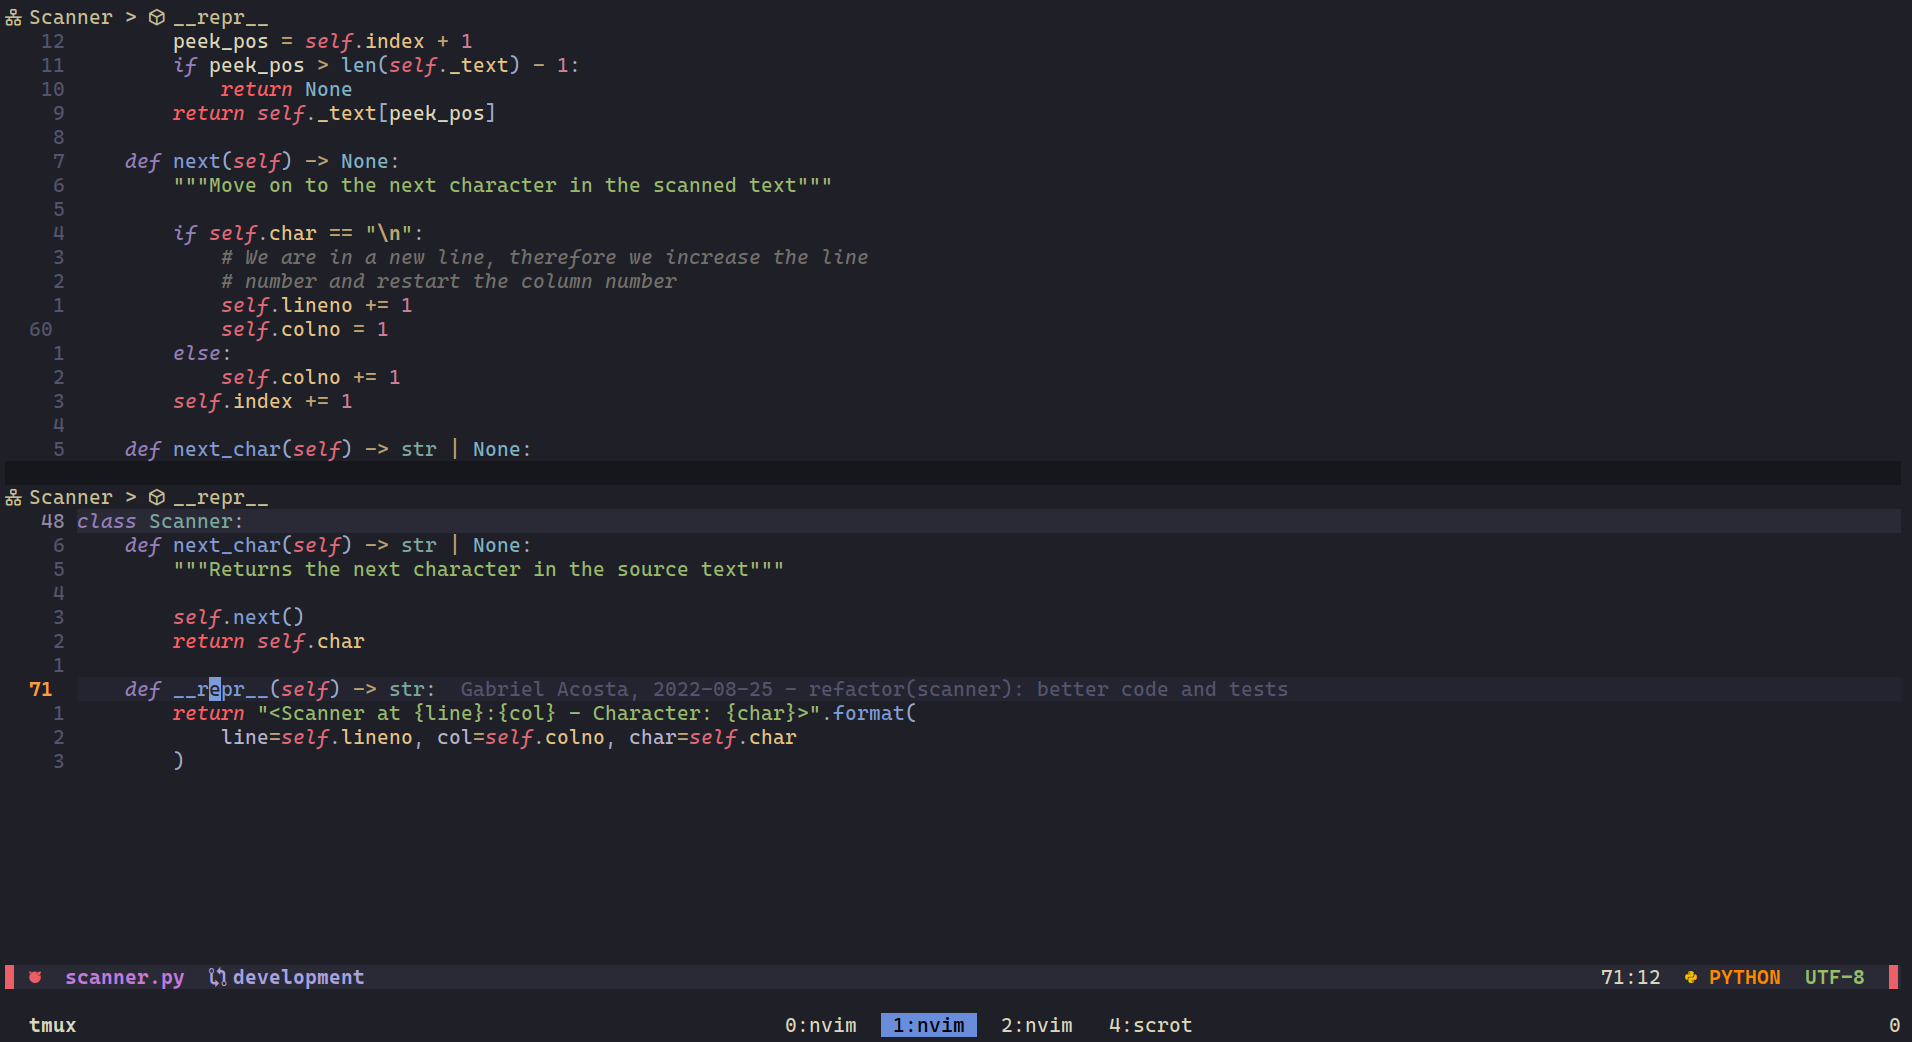 Scanner > __repr__
12         peek_pos = self.index + 1
11         if peek_pos > len(self._text) - 1:
10             return None
9         return self._text[peek_pos]
8
7     def next(self) -> None:
6         """Move on to the next character in the scanned text"""
5
4         if self.char == "\n":
3             # We are in a new line, therefore we increase the line
2             # number and restart the column number
1             self.lineno += 1
60             self.colno = 1
1         else:
2             self.colno += 1
3         self.index += 1
4
5     def next_char(self) -> str | None:
Scanner > __repr__
48 class Scanner:
6     def next_char(self) -> str | None:
5         """Returns the next character in the source text"""
4
3         self.next()
2         return self.char
1
71     def __repr__(self) -> str:  Gabriel Acosta, 2022-08-25 - refactor(scanner): better code and tests
1         return "<Scanner at {line}:{col} - Character: {char}>".format(
2             line=self.lineno, col=self.colno, char=self.char
3         )
scanner.py development 71:12 PYTHON UTF-8
tmux 0:nvim 1:nvim 2:nvim 4:scrot 0